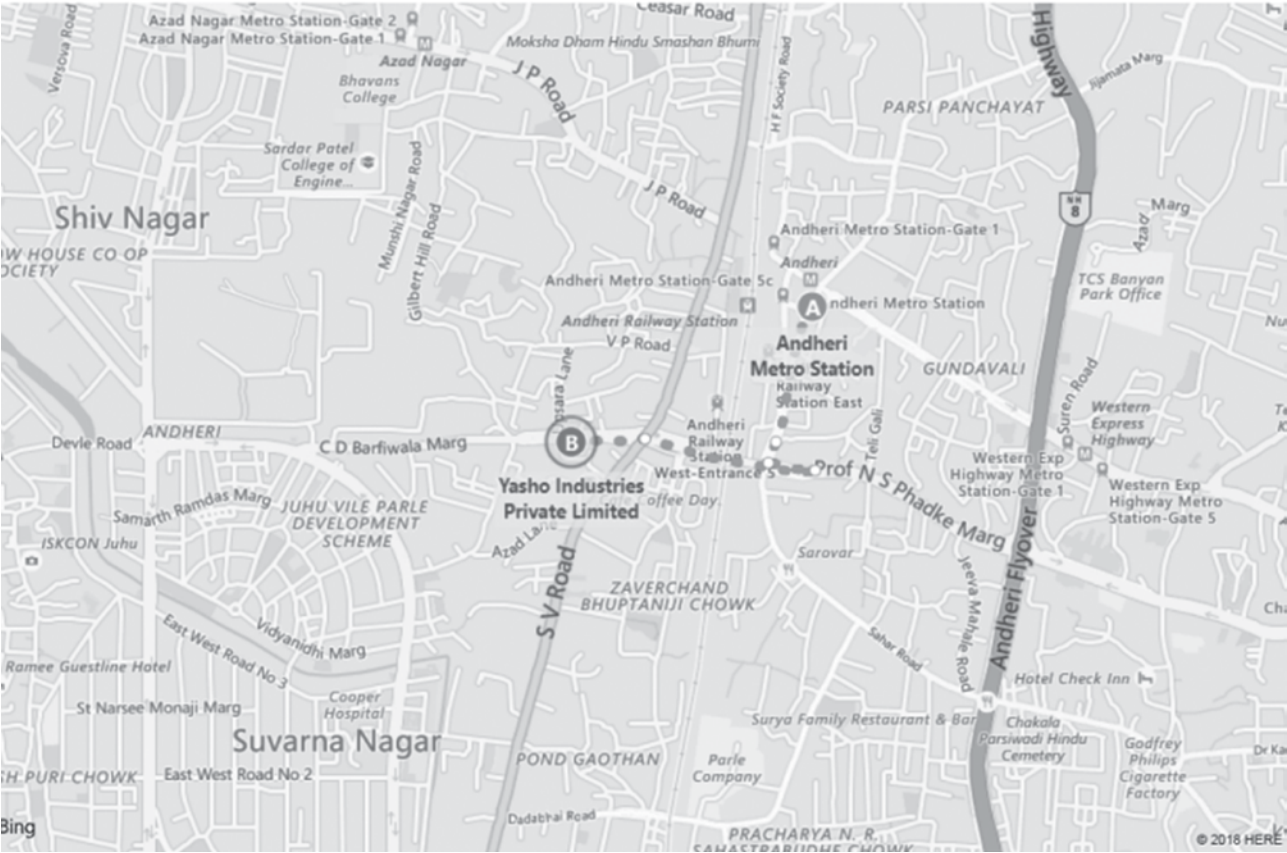 Ceasar Road
Versova Road
Azad Nagar Metro Station-Gate 2
Azad Nagar Metro Station-Gate 1
Azad Nagar
Moksha Dham Hindu Smashan Bhumi
H F Society Road
Highway
Jijamata Marg
J P Road
Bhavans
College
PARSI PANCHAYAT
Sardar Patel
College of
Engine...
Munshi Nagar Road
Gilbert Hill Road
J P Road
NH
8
Azad Marg
Shiv Nagar
OW HOUSE CO OP
OCIETY
Andheri Metro Station-Gate 1
Andheri
M
Andheri Metro Station-Gate 5c
M
A
ndheri Metro Station
TCS Banyan
Park Office
Andheri Railway Station
V P Road
Andheri
Metro Station
Railway
Station East
GUNDAVALI
Suren Road
Teli Gali
Western
Express
Highway
M
ANDHERI
Devle Road
C D Barfiwala Marg
B
Andheri
Railway
Station
West-Entrance S
Prof N S Phadke Marg
Western Exp
Highway Metro
Station-Gate 1
Western Exp
Highway Metro
Station-Gate 5
Yasho Industries
Private Limited
offee Day.
Samarth Ramdas Marg
JUHU VILE PARLE
DEVELOPMENT
SCHEME
ISKCON Juhu
Azad Lane
S V Road
Sarovar
ZAVERCHAND
BHUPTANIJI CHOWK
Jeeva Mahale Road
Andheri Flyover
Cha
East West Road No 3
Vidyanidhi Marg
Sahar Road
Ramee Guestline Hotel
Hotel Check Inn
Cooper
Hospital
St Narsee Monaji Marg
Surya Family Restaurant & Bar
Chakala
Parsiwadi Hindu
Cemetery
Suvarna Nagar
POND GAOTHAN
Parle
Company
Godfrey
Philips
Cigarette
Factory
Dr Ka
SH PURI CHOWK
East West Road No 2
Dadabhai Road
Bing
PRACHARYA N. R.
SAHASTRABUDHE CHOWK
© 2018 HERE